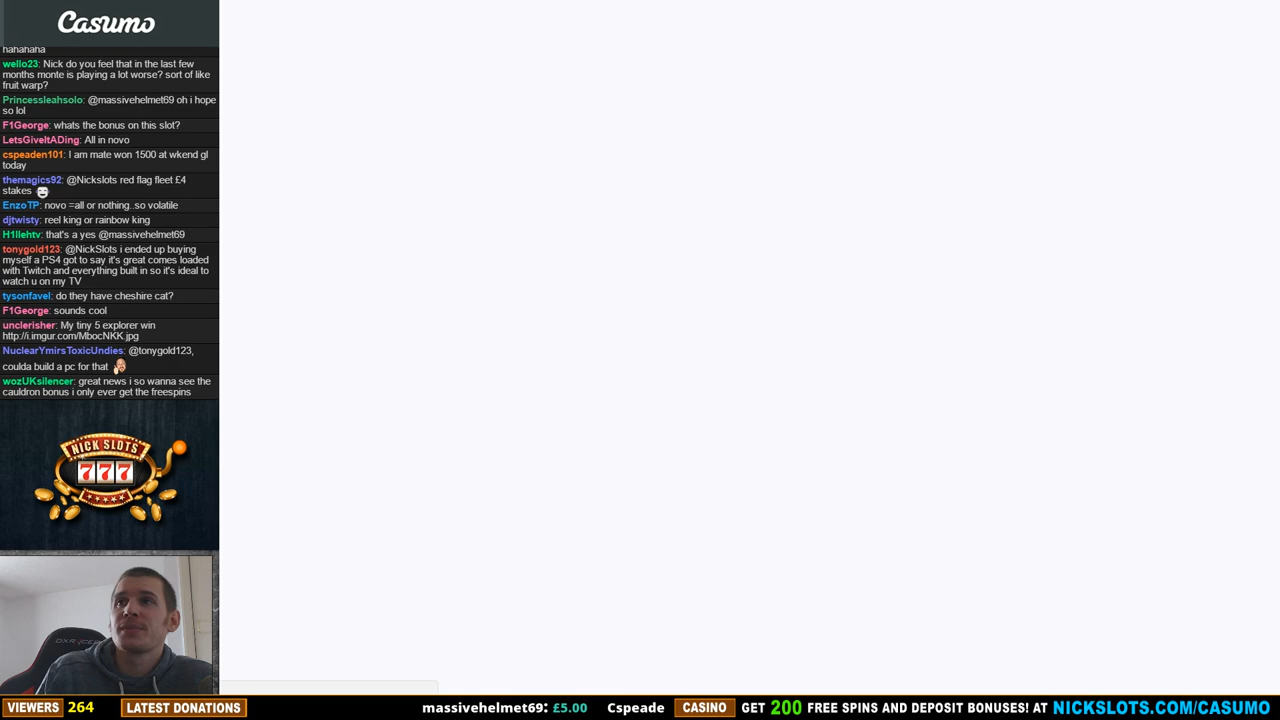 Casumo
hahahaha
wello23: Nick do you feel that in the last few
months monte is playing a lot worse? sort of like
fruit warp?
Princessleahsolo: @massivehelmet69 oh i hope
so lol
F1George: whats the bonus on this slot?
LetsGiveItADing: All in novo
cspeaden101: I am mate won 1500 at wkend gl
today
themagics92: @Nickslots red flag fleet £4
stakes
EnzoTP: novo =all or nothing..so volatile
djtwisty: reel king or rainbow king
H1llehtv: that's a yes @massivehelmet69
tonygold123: @NickSlots i ended up buying
myself a PS4 got to say it's great comes loaded
with Twitch and everything built in so it's ideal to
watch u on my TV
tysonfavel: do they have cheshire cat?
F1George: sounds cool
unclerisher: My tiny 5 explorer win
http://i.imgur.com/MbocNKK.jpg
NuclearYmirsToxicUndies: @tonygold123,
coulda build a pc for that
wozUKsilencer: great news i so wanna see the
cauldron bonus i only ever get the freespins
NICK SLOTS
777
DXRACER
VIEWERS 264 LATEST DONATIONS massivehelmet69: £5.00 Cspeade CASINO GET 200 FREE SPINS AND DEPOSIT BONUSES! AT NICKSLOTS.COM/CASUMO